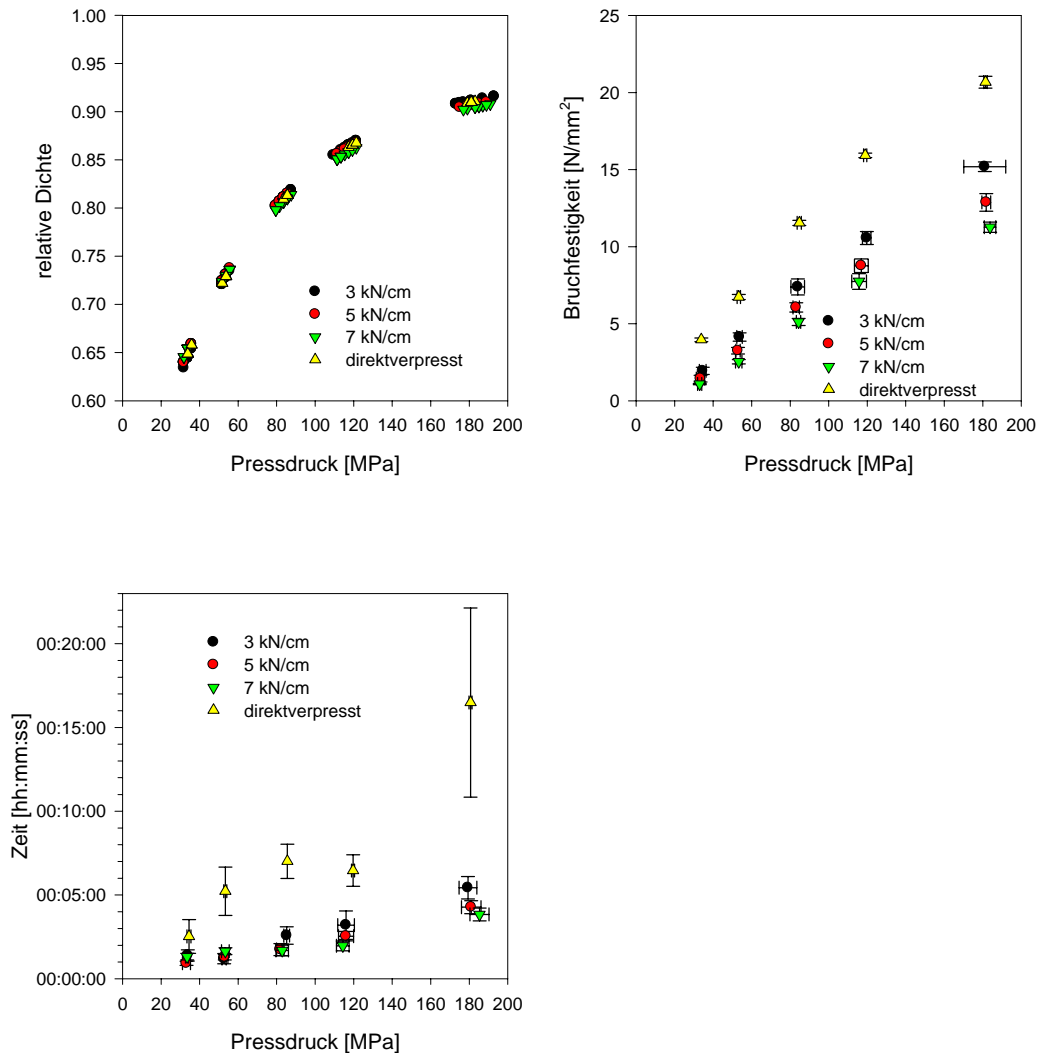 relative Dichte
1.00
0.95
0.90
0.85
0.80
0.75
0.70
0.65
0.60
3 kN/cm
5 kN/cm
7 kN/cm
direktverpresst
0 20 40 60 80 100 120 140 160 180 200
Pressdruck [MPa]
Bruchfestigkeit [N/mm²]
25
20
15
10
5
0
3 kN/cm
5 kN/cm
7 kN/cm
direktverpresst
0 20 40 60 80 100 120 140 160 180 200
Pressdruck [MPa]
Zeit [hh:mm:ss]
00:20:00
00:15:00
00:10:00
00:05:00
00:00:00
3 kN/cm
5 kN/cm
7 kN/cm
direktverpresst
0 20 40 60 80 100 120 140 160 180 200
Pressdruck [MPa]